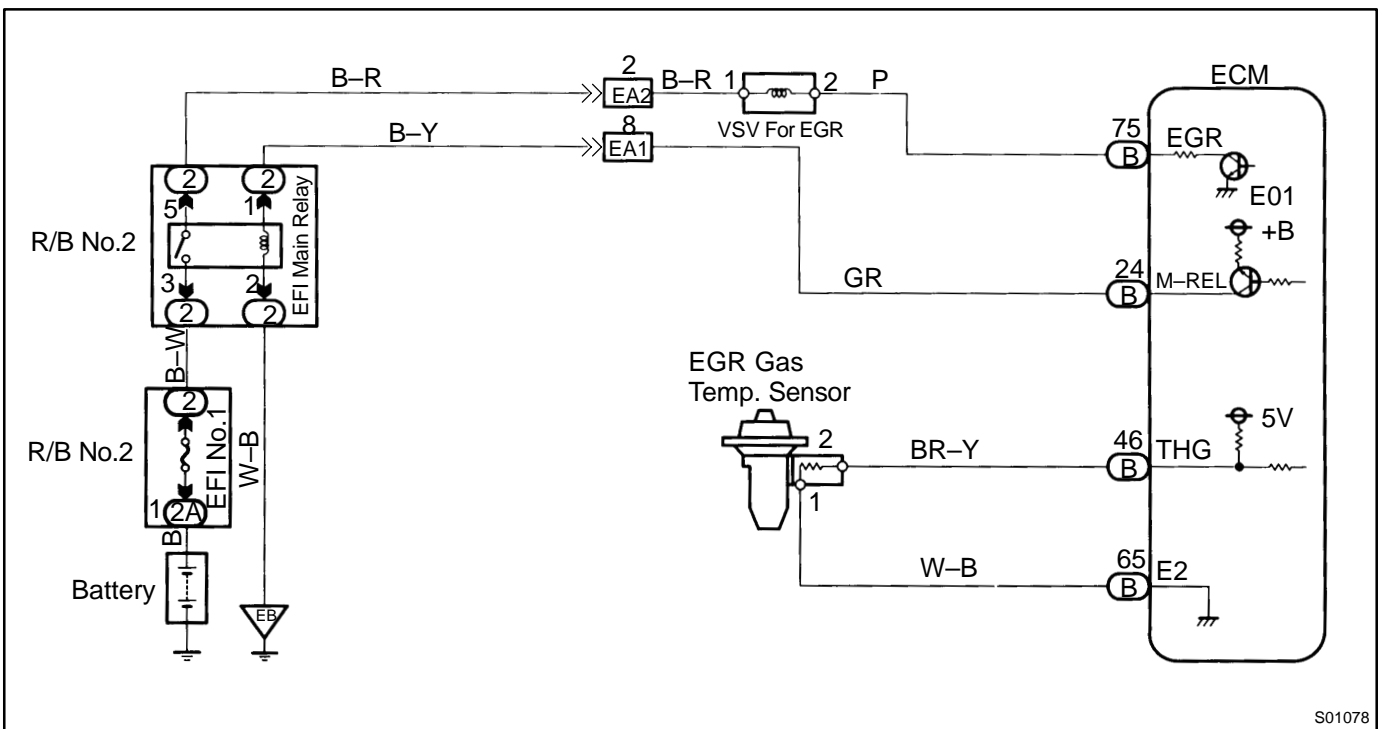 B–R
2
EA2
B–R
1
2
P
VSV For EGR
ECM
B–Y
8
EA1
75
B
EGR
E01
+B
R/B No.2
2
2
5
1
3
2
2
2
EFI Main Relay
GR
24
B
M–REL
B–W
EGR Gas
Temp. Sensor
2
1
BR–Y
46
B
THG
5V
R/B No.2
2
EFI No.1
1
2A
W–B
B
Battery
EB
W–B
65
B
E2
S01078